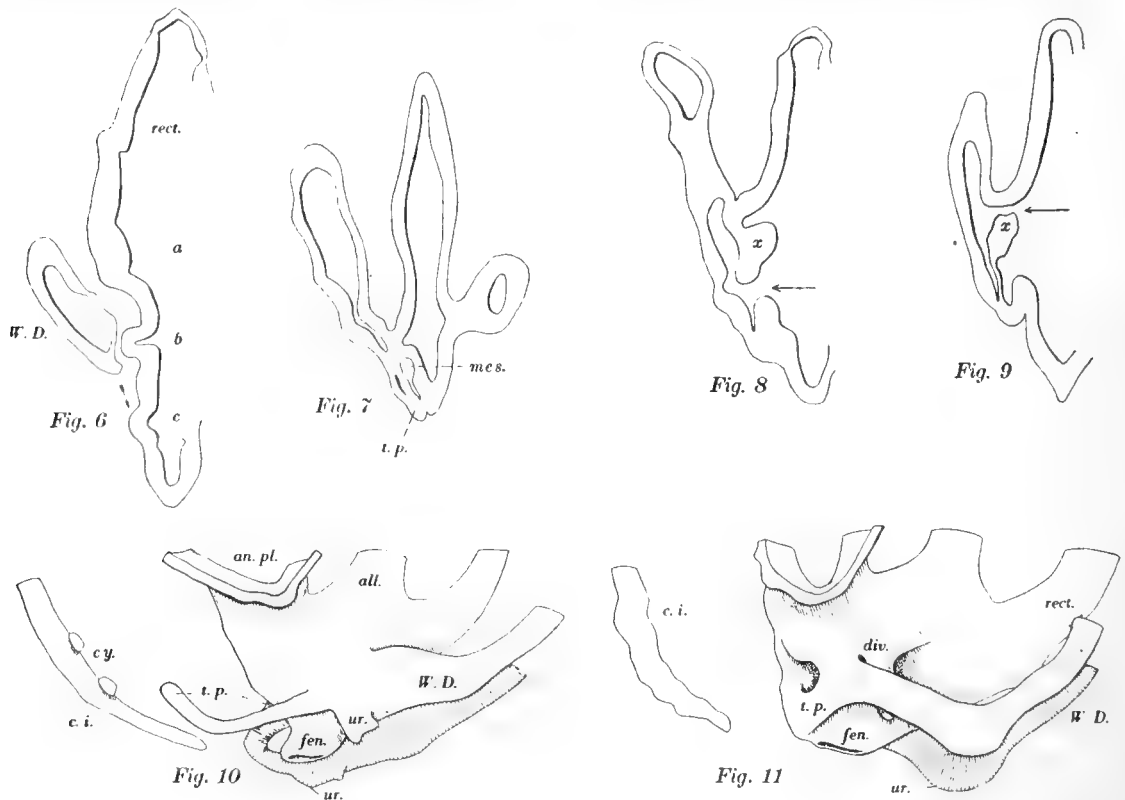 rect.
a
W. D.
b
c
Fig. 6
mes.
Fig. 7
t. p.
x
Fig. 8
x
Fig. 9
an. pl.
all.
cy.
c. i.
t. p.
W. D.
ur.
fen.
Fig. 10
ur.
c. i.
rect.
div.
t. p.
W D.
fen.
Fig. 11
ur.